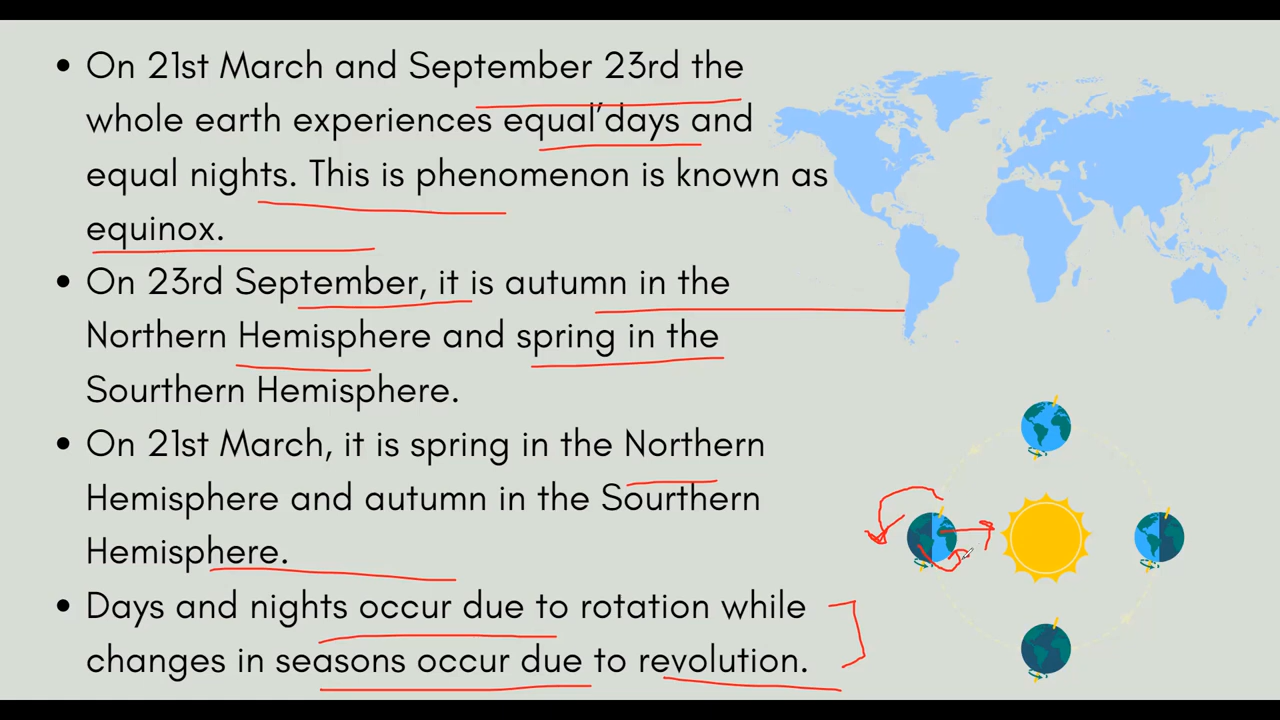 • On 21st March and September 23rd the
whole earth experiences equal’days and
equal nights. This is phenomenon is known as
equinox.
• On 23rd September, it is autumn in the
Northern Hemisphere and spring in the
Sourthern Hemisphere.
• On 21st March, it is spring in the Northern
Hemisphere and autumn in the Sourthern
Hemisphere.
• Days and nights occur due to rotation while
changes in seasons occur due to revolution.